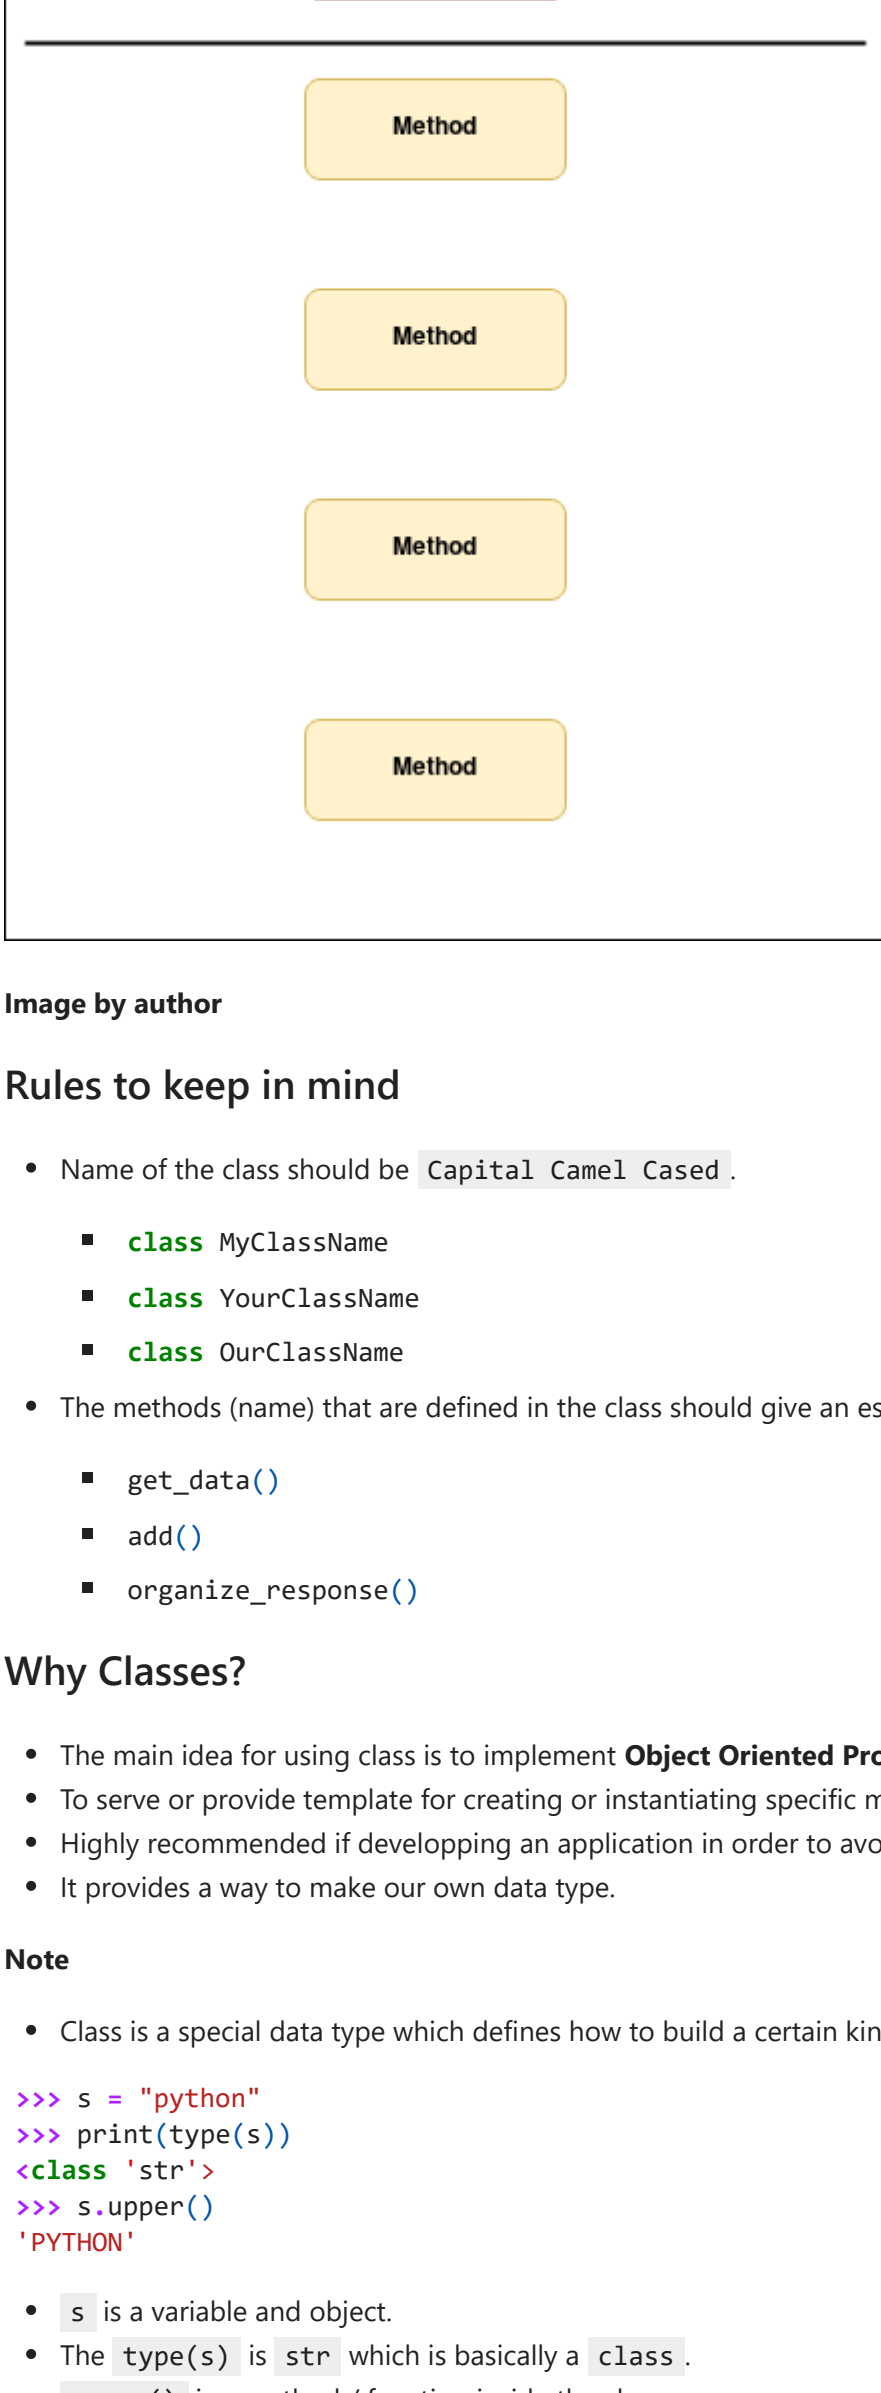 Method
Method
Method
Method
Image by author
Rules to keep in mind
Name of the class should be Capital Camel Cased .
class MyClassName
class YourClassName
class OurClassName
The methods (name) that are defined in the class should give an es
get_data()
add()
organize_response()
Why Classes?
The main idea for using class is to implement Object Oriented Pro
To serve or provide template for creating or instantiating specific
Highly recommended if developping an application in order to avo
It provides a way to make our own data type.
Note
Class is a special data type which defines how to build a certain kin
>>> s = "python"
>>> print(type(s))
<class 'str'>
>>> s.upper()
'PYTHON'
s is a variable and object.
The type(s) is str which is basically a class .